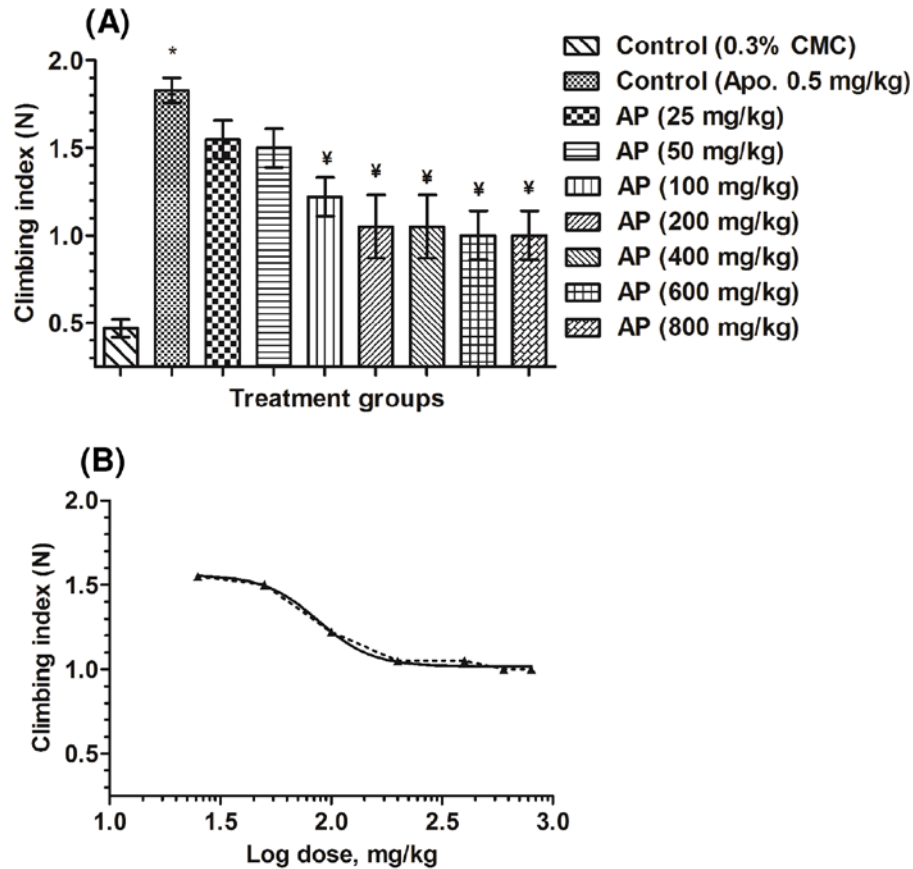 (A)
*
Control (0.3% CMC)
Control (Apo. 0.5 mg/kg)
AP (25 mg/kg)
AP (50 mg/kg)
AP (100 mg/kg)
AP (200 mg/kg)
AP (400 mg/kg)
AP (600 mg/kg)
AP (800 mg/kg)
2.0
1.5
1.0
0.5
Climbing index (N)
¥ ¥ ¥ ¥ ¥
Treatment groups
(B)
2.0
1.5
1.0
0.5
Climbing index (N)
1.0 1.5 2.0 2.5 3.0
Log dose, mg/kg